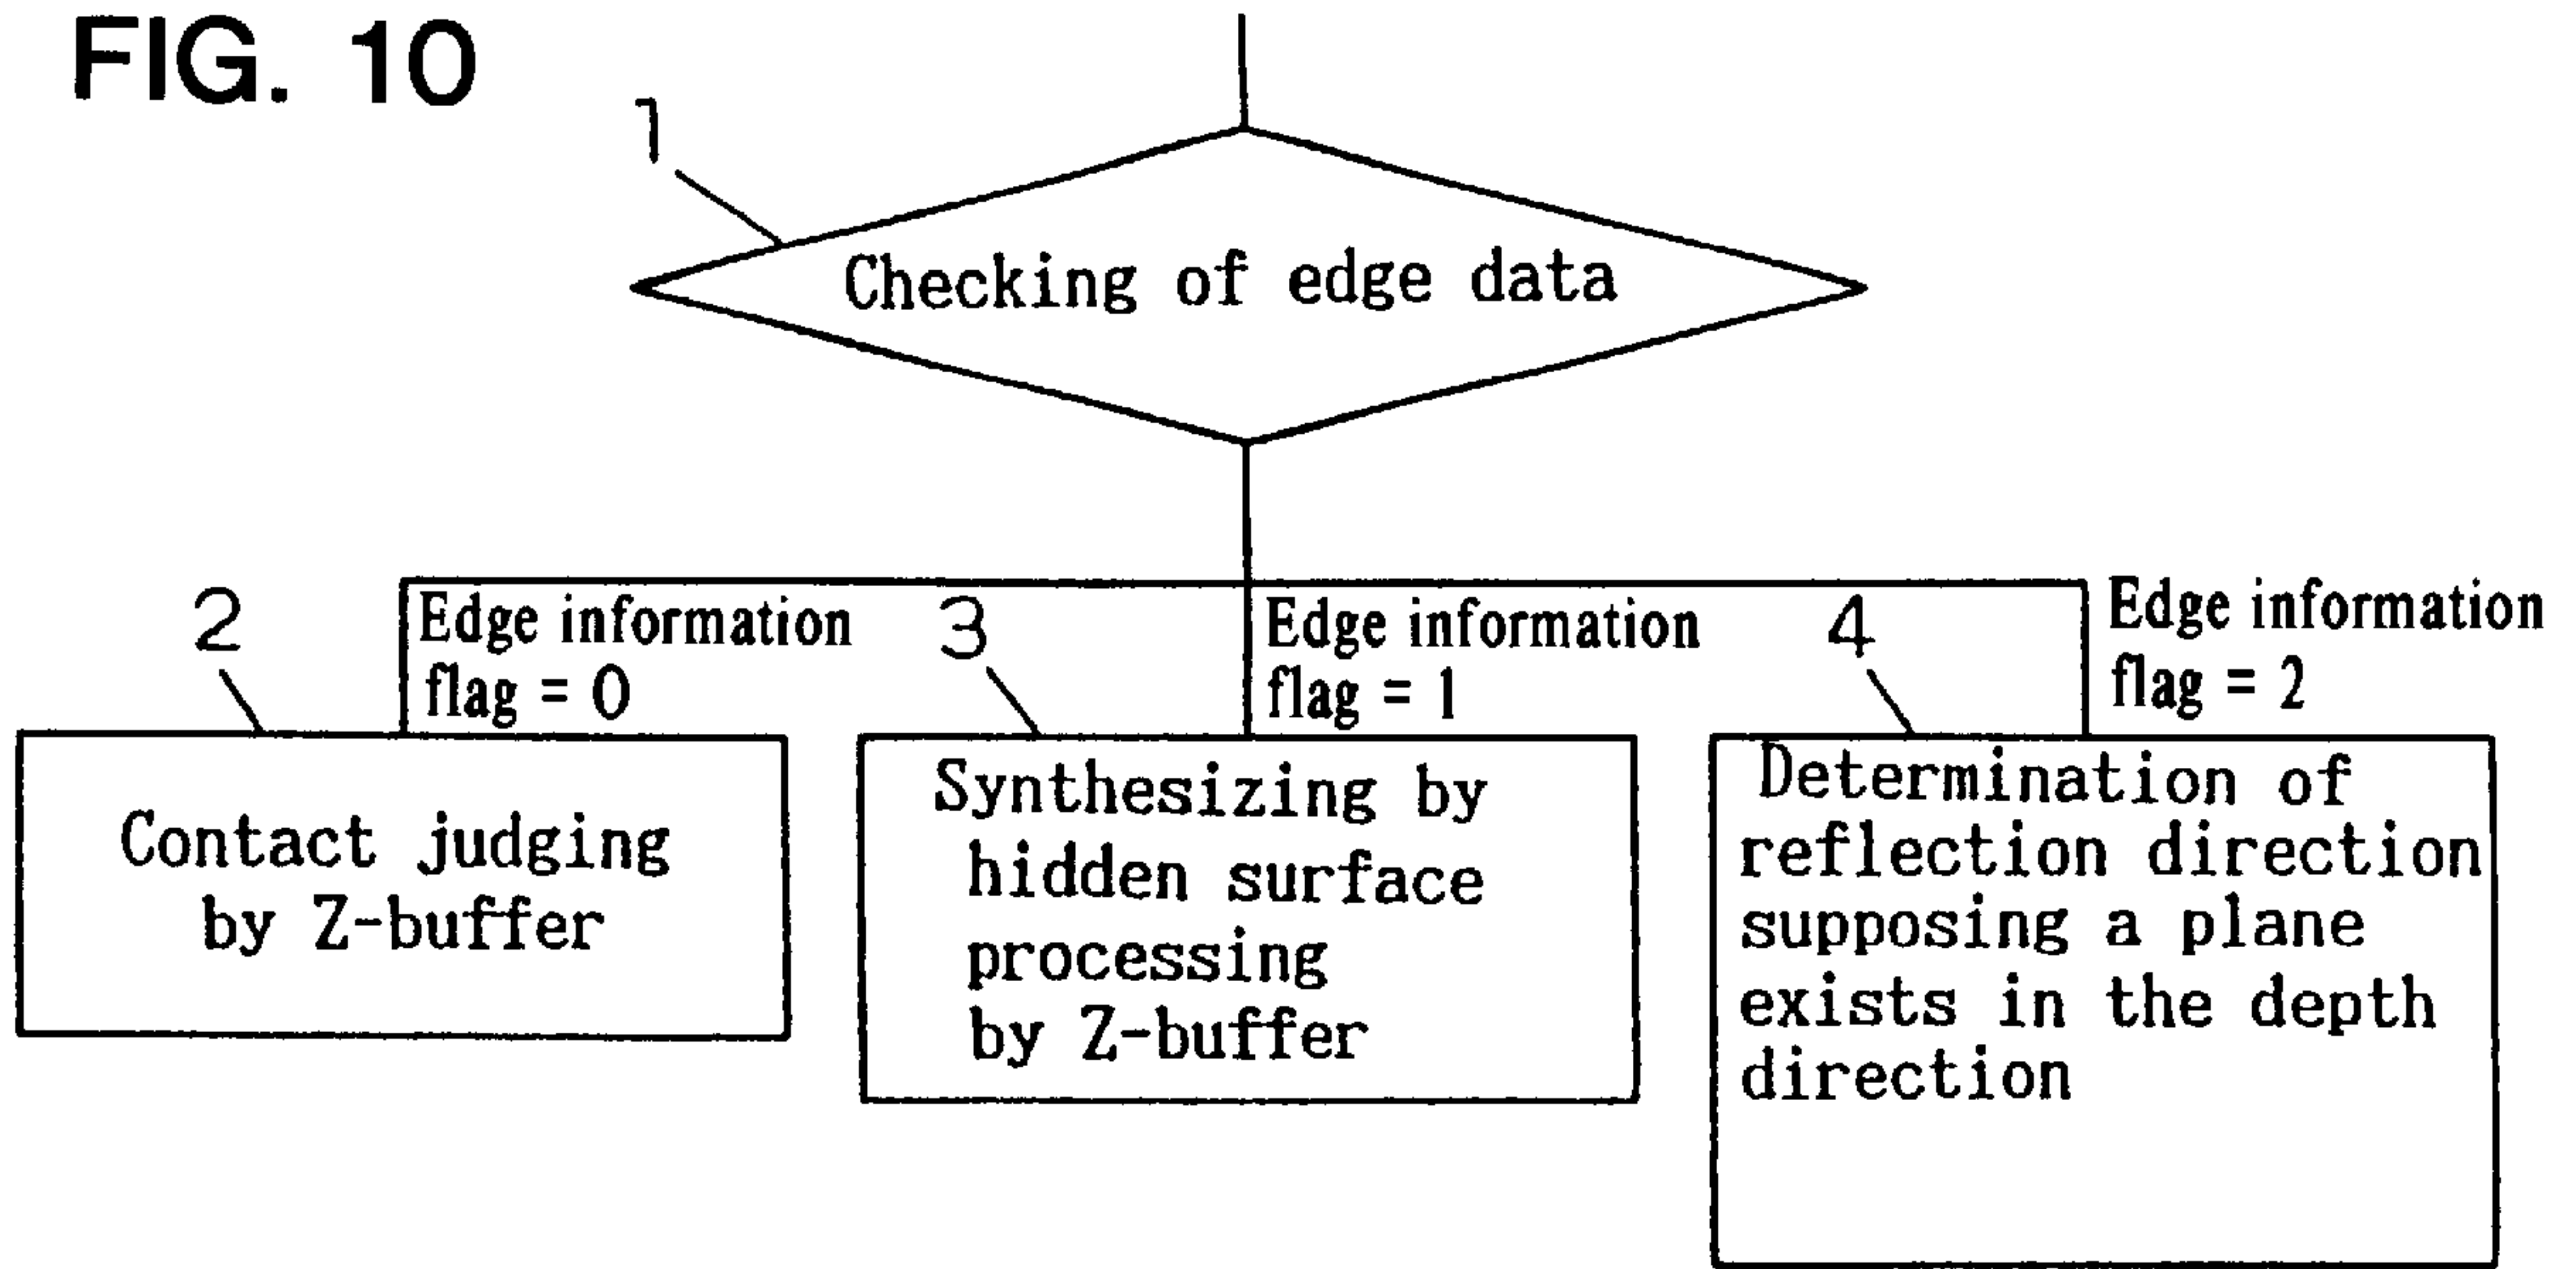 FIG. 10
1
Checking of edge data
2
Edge information
flag = 0
3
Edge information
flag = 1
4
Edge information
flag = 2
Contact judging
by Z-buffer
Synthesizing by
hidden surface
processing
by Z-buffer
Determination of
reflection direction
supposing a plane
exists in the depth
direction